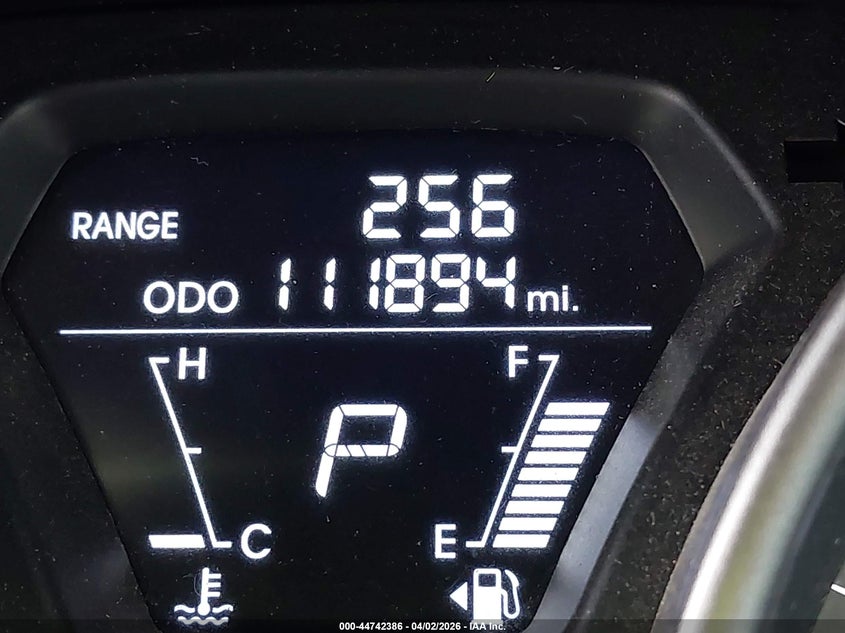 RANGE 256
ODO 111894 mi.
H F
P
C E
000-44742386 - 04/02/2026 - IAA Inc.